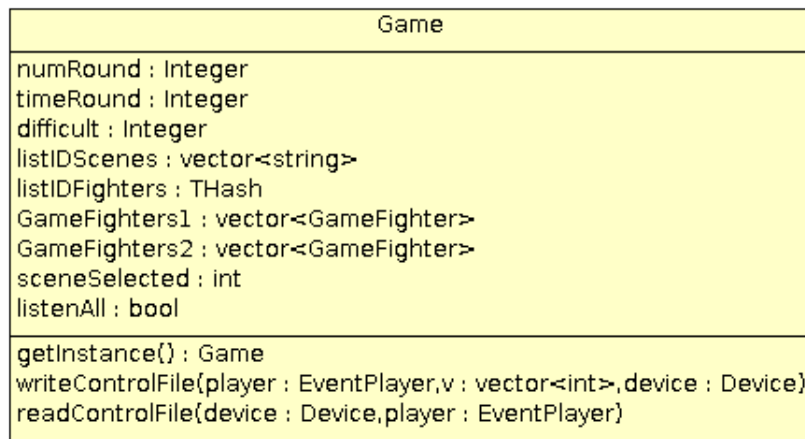 Game
numRound : Integer
timeRound : Integer
difficult : Integer
listIDScenes : vector<string>
listIDFighters : THash
GameFighters1 : vector<GameFighter>
GameFighters2 : vector<GameFighter>
sceneSelected : int
listenAll : bool
getInstance() : Game
writeControlFile(player : EventPlayer,v : vector<int>,device : Device)
readControlFile(device : Device,player : EventPlayer)